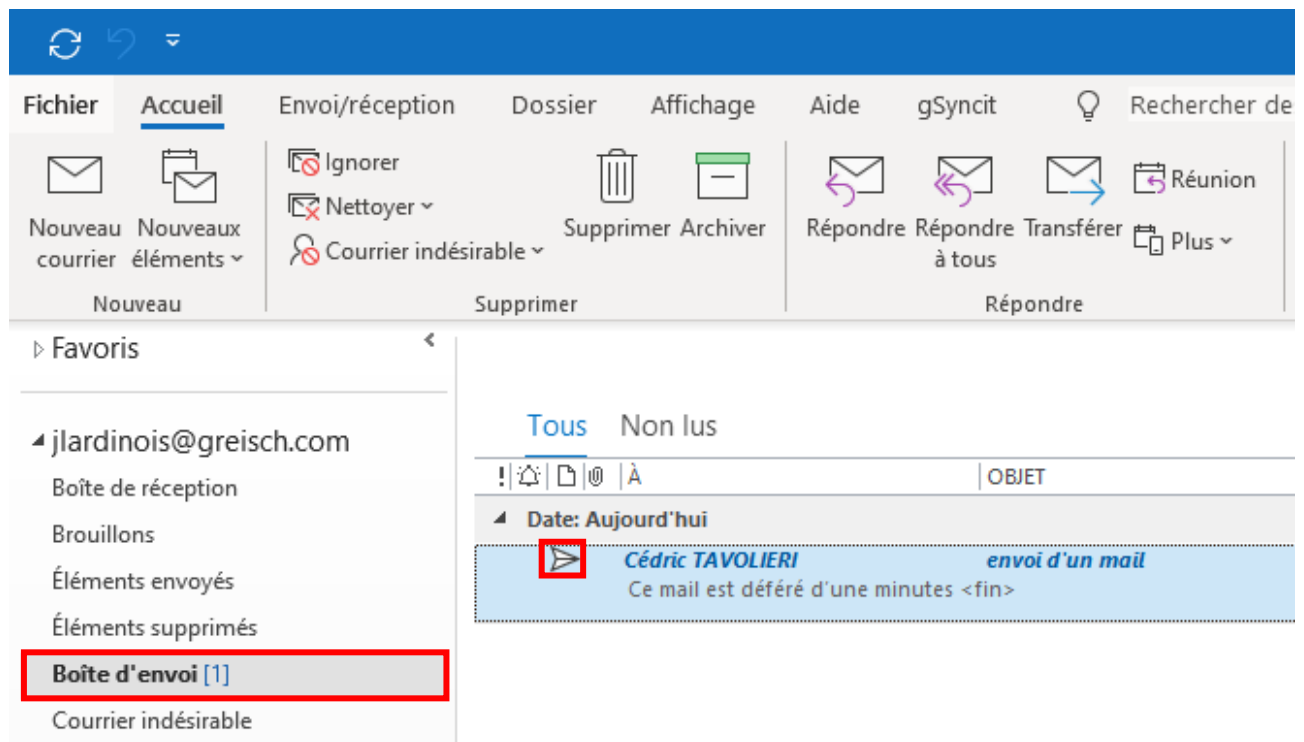 Fichier Accueil Envoi/réception Dossier Affichage Aide gSyncit Rechercher de
Ignorer
Nettoyer
Courrier indésirable
Nouveau courrier
Nouveaux éléments
Supprimer Archiver
Répondre Répondre à tous Transférer
Réunion
Plus
Nouveau Supprimer Répondre
Favoris
jlardinois@greisch.com
Boîte de réception
Brouillons
Éléments envoyés
Éléments supprimés
Boîte d'envoi [1]
Courrier indésirable
Tous Non lus
! À OBJET
Date: Aujourd'hui
Cédric TAVOLIERI envoi d'un mail
Ce mail est déféré d'une minutes <fin>